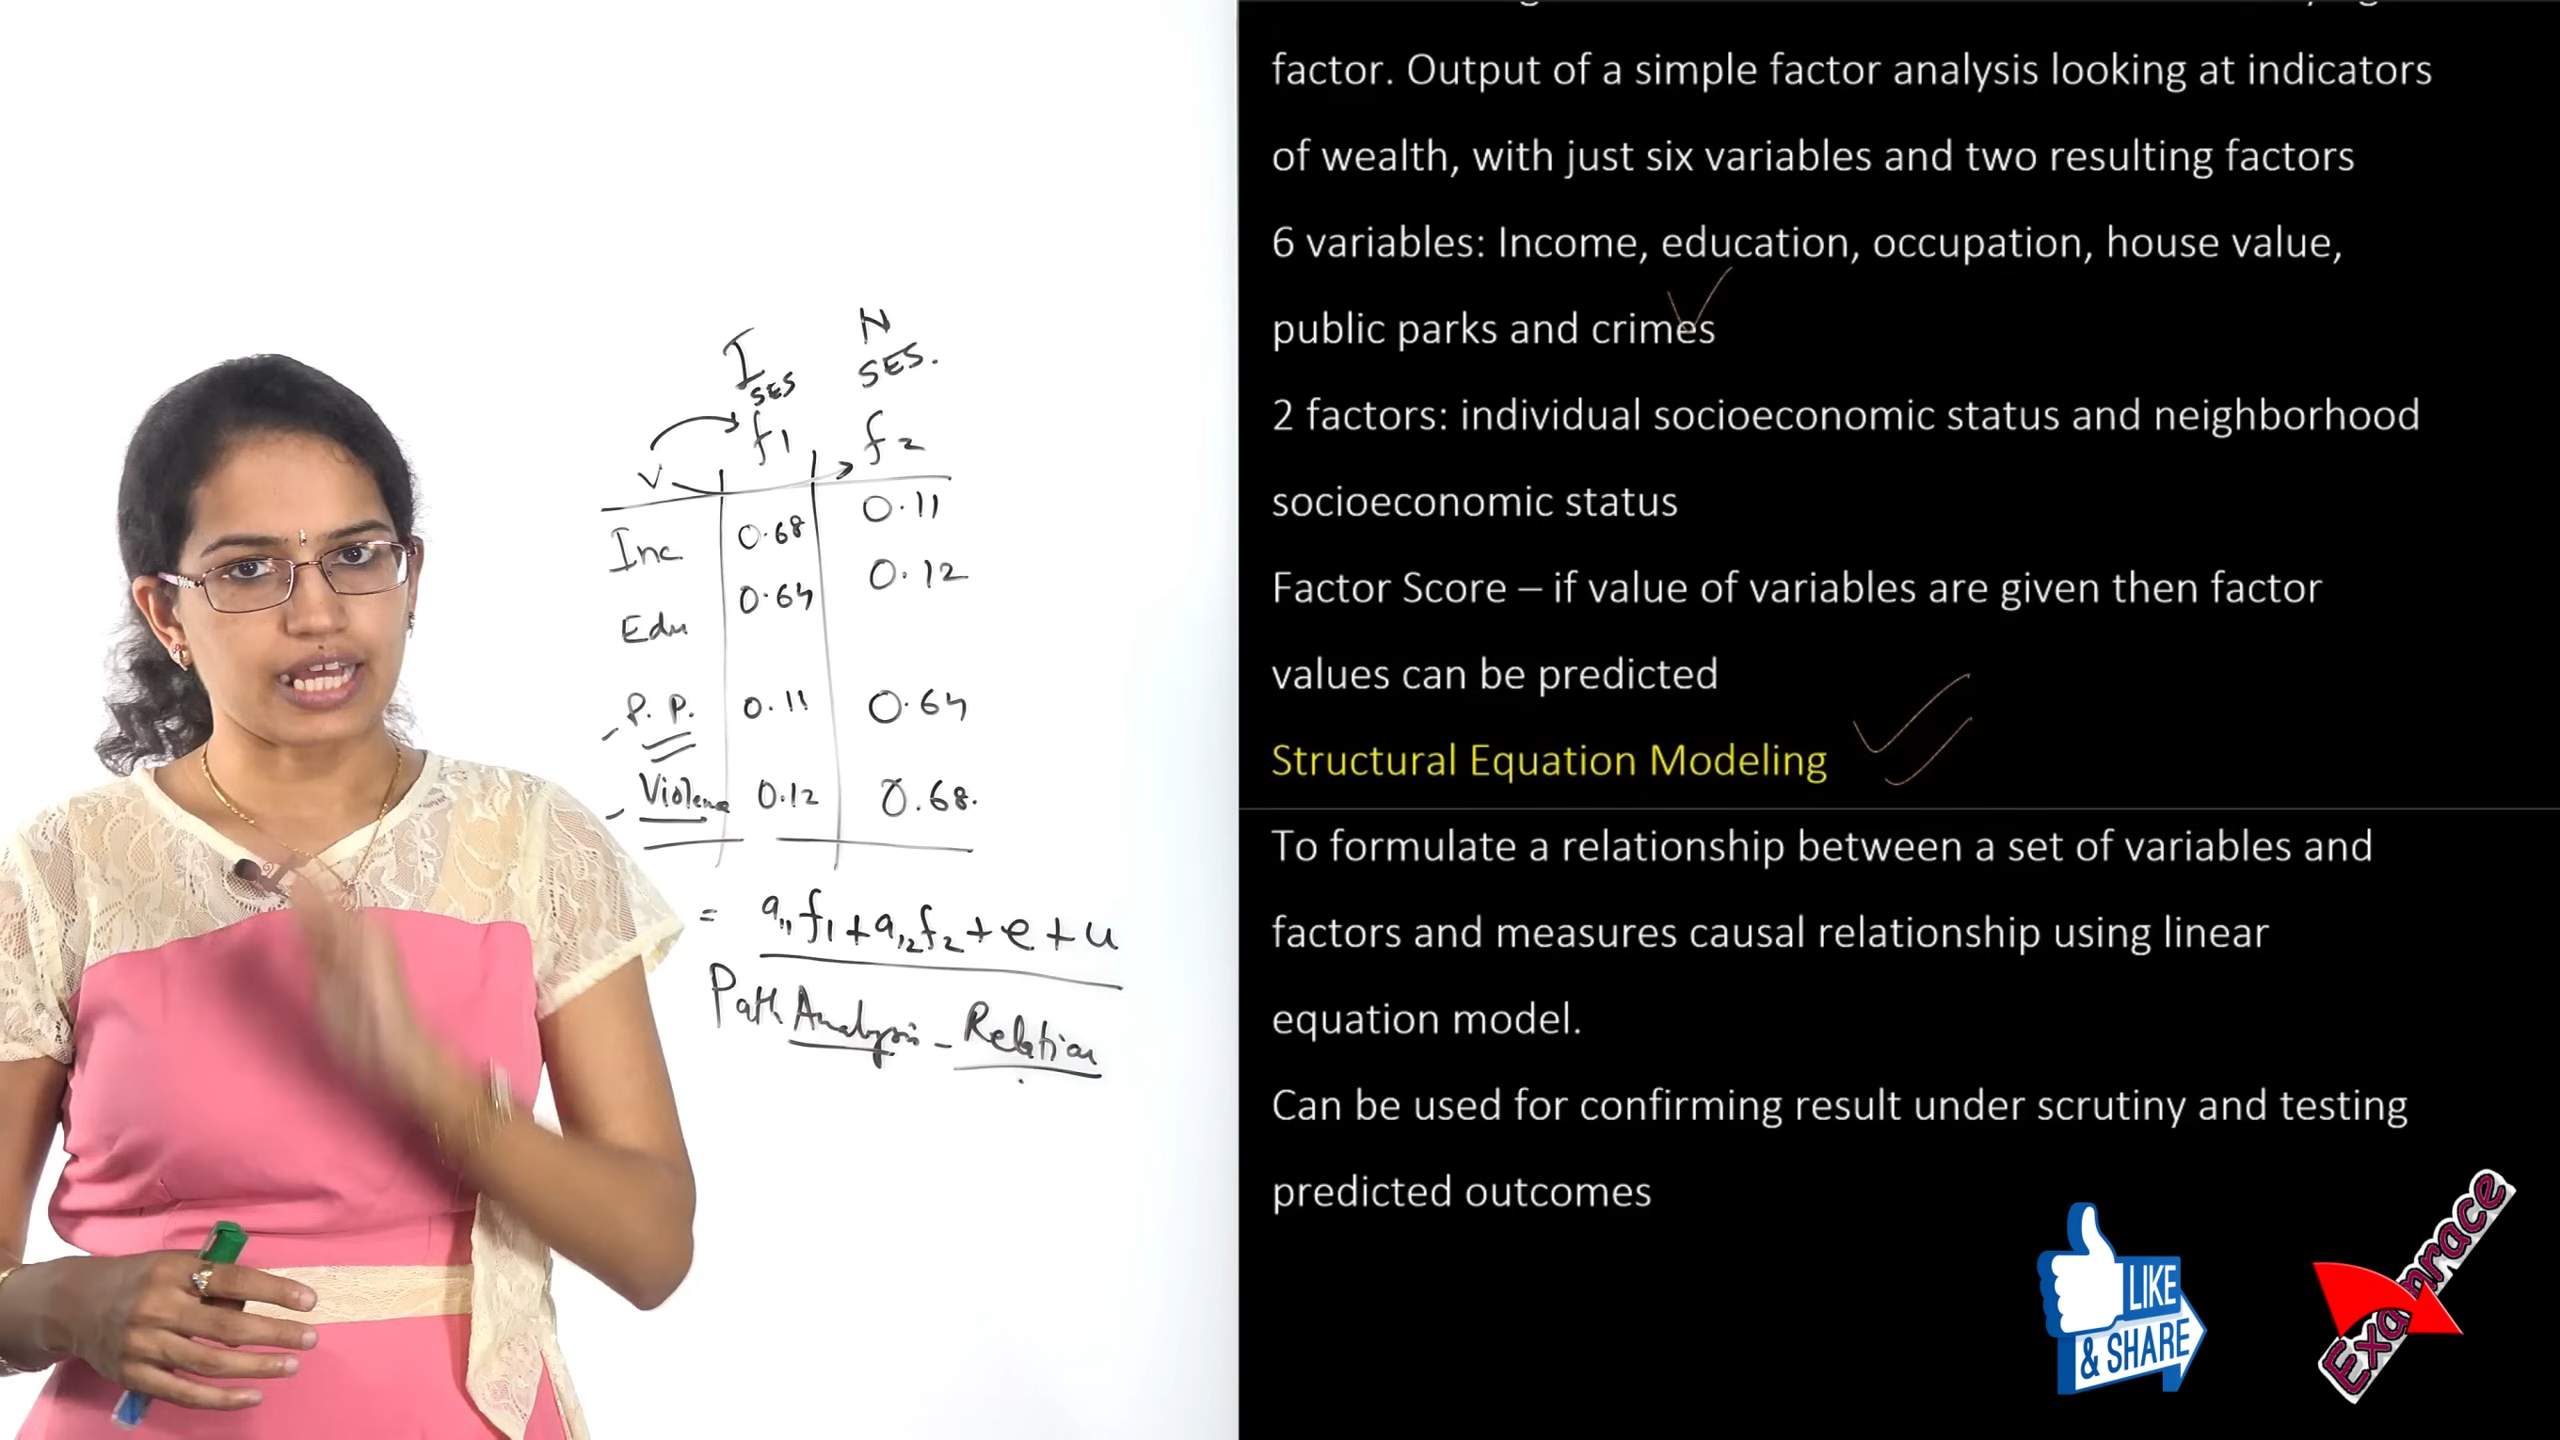 I N
SES SES.
f1 f2
V
Inc 0.68 0.11
Edu 0.64 0.12
P. P. 0.11 0.64
Violence 0.12 0.68.
= a11f1+a12f2+e+u
Path Analysis - Relation
factor. Output of a simple factor analysis looking at indicators
of wealth, with just six variables and two resulting factors
6 variables: Income, education, occupation, house value,
public parks and crimes
2 factors: individual socioeconomic status and neighborhood
socioeconomic status
Factor Score – if value of variables are given then factor
values can be predicted
Structural Equation Modeling
To formulate a relationship between a set of variables and
factors and measures causal relationship using linear
equation model.
Can be used for confirming result under scrutiny and testing
predicted outcomes
LIKE
& SHARE
Examrace